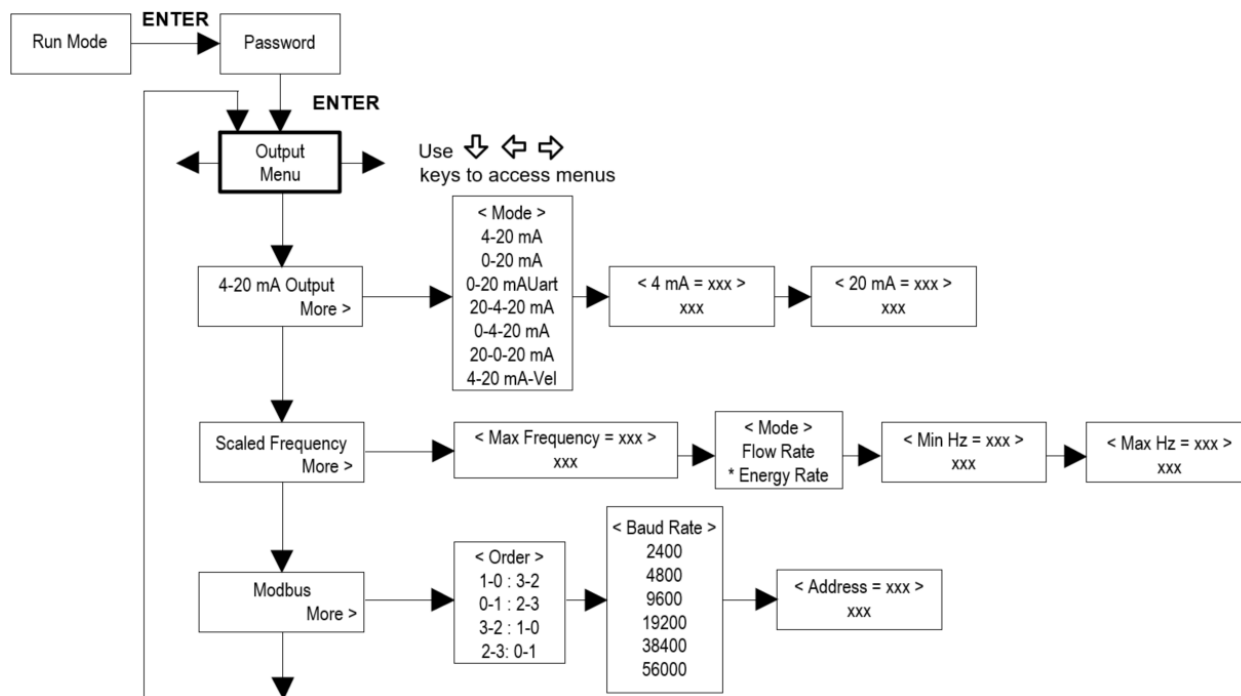 ENTER
Run Mode
Password
ENTER
Output
Menu
Use
keys to access menus
4-20 mA Output
More >
< Mode >
4-20 mA
0-20 mA
0-20 mAUart
20-4-20 mA
0-4-20 mA
20-0-20 mA
4-20 mA-Vel
< 4 mA = xxx >
xxx
< 20 mA = xxx >
xxx
Scaled Frequency
More >
< Max Frequency = xxx >
xxx
< Mode >
Flow Rate
* Energy Rate
< Min Hz = xxx >
xxx
< Max Hz = xxx >
xxx
Modbus
More >
< Order >
1-0 : 3-2
0-1 : 2-3
3-2 : 1-0
2-3: 0-1
< Baud Rate >
2400
4800
9600
19200
38400
56000
< Address = xxx >
xxx